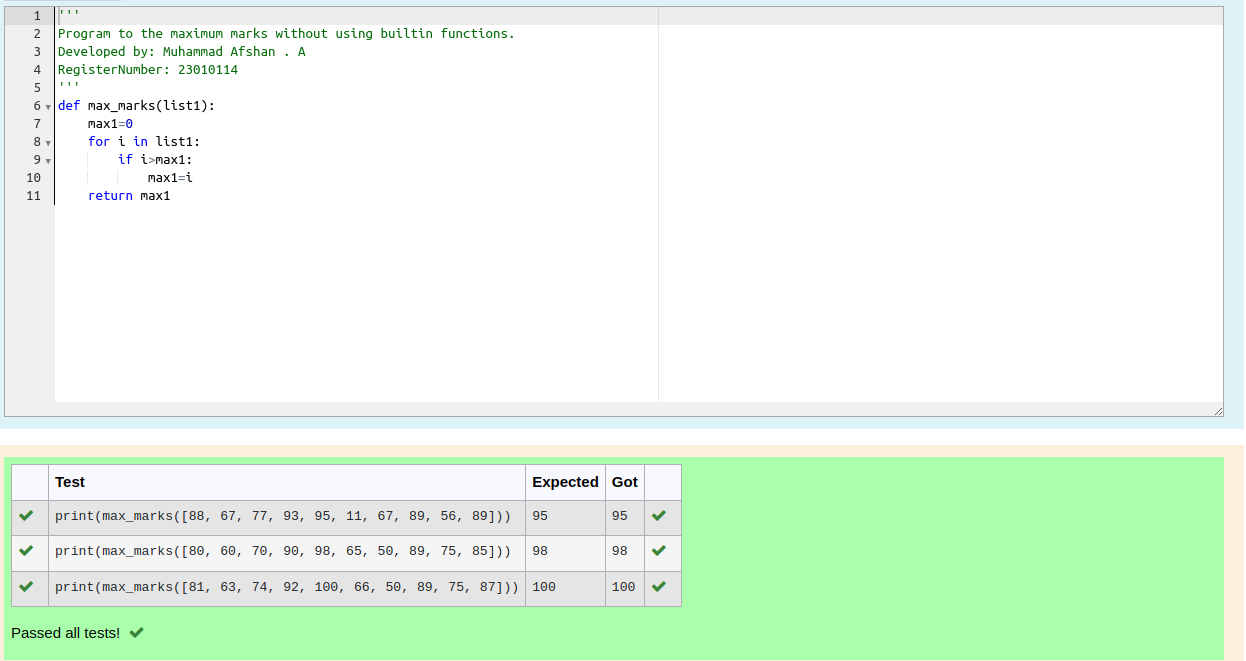 1 '''
2 Program to the maximum marks without using builtin functions.
3 Developed by: Muhammad Afshan . A
4 RegisterNumber: 23010114
5 '''
6 def max_marks(list1):
7     max1=0
8     for i in list1:
9         if i>max1:
10             max1=i
11     return max1
Test Expected Got
print(max_marks([88, 67, 77, 93, 95, 11, 67, 89, 56, 89])) 95 95
print(max_marks([80, 60, 70, 90, 98, 65, 50, 89, 75, 85])) 98 98
print(max_marks([81, 63, 74, 92, 100, 66, 50, 89, 75, 87])) 100 100
Passed all tests!